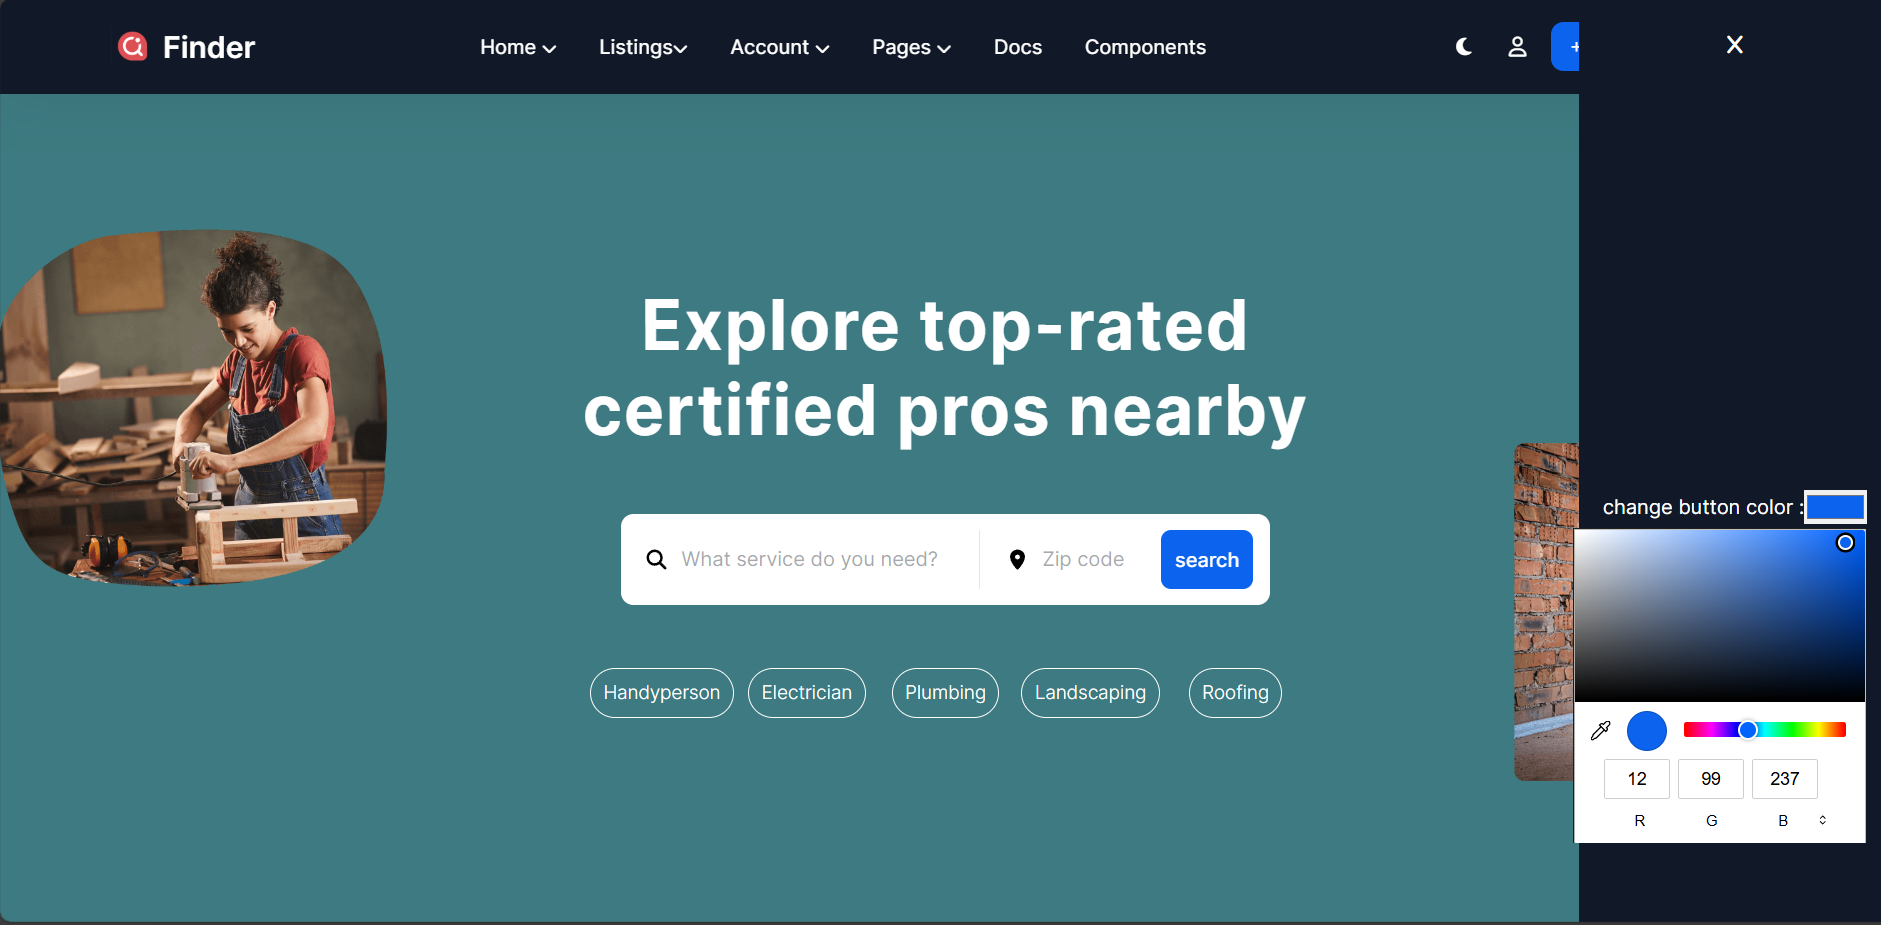 Finder
Home
Listings
Account
Pages
Docs
Components
+
X
Explore top-rated
certified pros nearby
change button color :
What service do you need?
Zip code
search
Handyperson
Electrician
Plumbing
Landscaping
Roofing
12
99
237
R
G
B